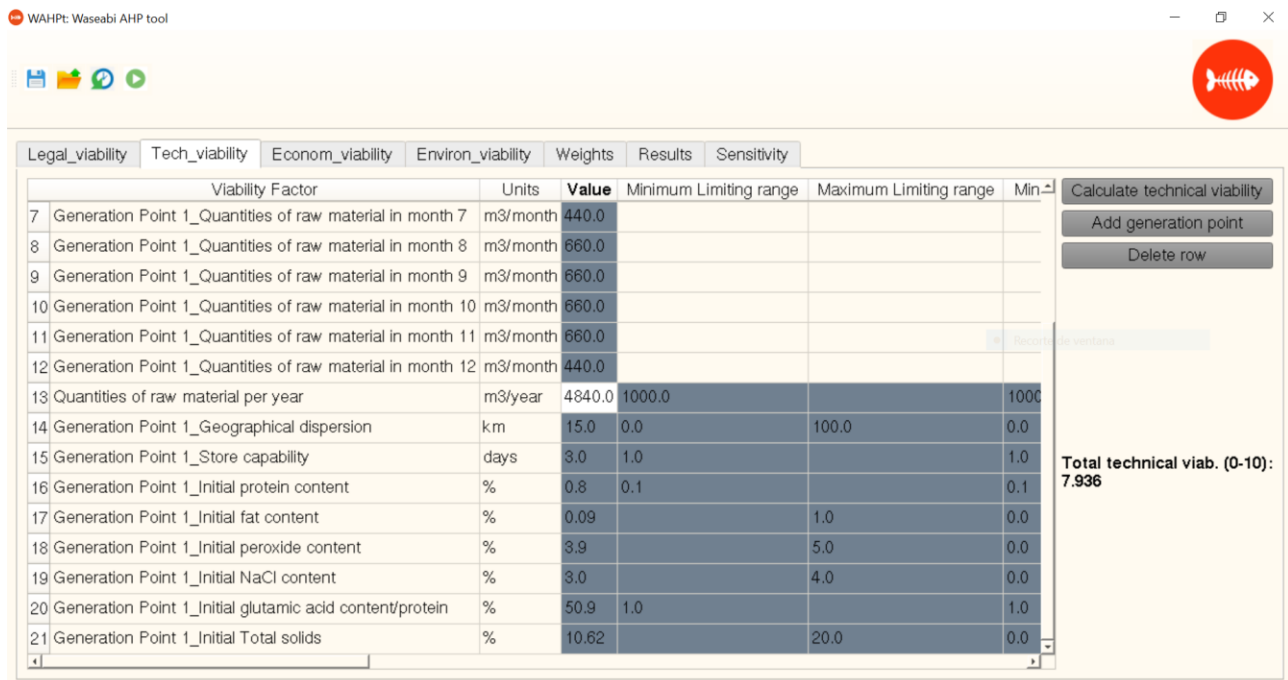 WAHPt: Waseabi AHP tool
Legal_viability Tech_viability Econom_viability Environ_viability Weights Results Sensitivity
Viability Factor Units Value Minimum Limiting range Maximum Limiting range Min
7 Generation Point 1_Quantities of raw material in month 7 m3/month 440.0
8 Generation Point 1_Quantities of raw material in month 8 m3/month 660.0
9 Generation Point 1_Quantities of raw material in month 9 m3/month 660.0
10 Generation Point 1_Quantities of raw material in month 10 m3/month 660.0
11 Generation Point 1_Quantities of raw material in month 11 m3/month 660.0
12 Generation Point 1_Quantities of raw material in month 12 m3/month 440.0
13 Quantities of raw material per year m3/year 4840.0 1000.0 1000
14 Generation Point 1_Geographical dispersion km 15.0 0.0 100.0 0.0
15 Generation Point 1_Store capability days 3.0 1.0 1.0
16 Generation Point 1_Initial protein content % 0.8 0.1 0.1
17 Generation Point 1_Initial fat content % 0.09 1.0 0.0
18 Generation Point 1_Initial peroxide content % 3.9 5.0 0.0
19 Generation Point 1_Initial NaCl content % 3.0 4.0 0.0
20 Generation Point 1_Initial glutamic acid content/protein % 50.9 1.0 1.0
21 Generation Point 1_Initial Total solids % 10.62 20.0 0.0
Calculate technical viability
Add generation point
Delete row
Recorte de ventana
Total technical viab. (0-10):
7.936